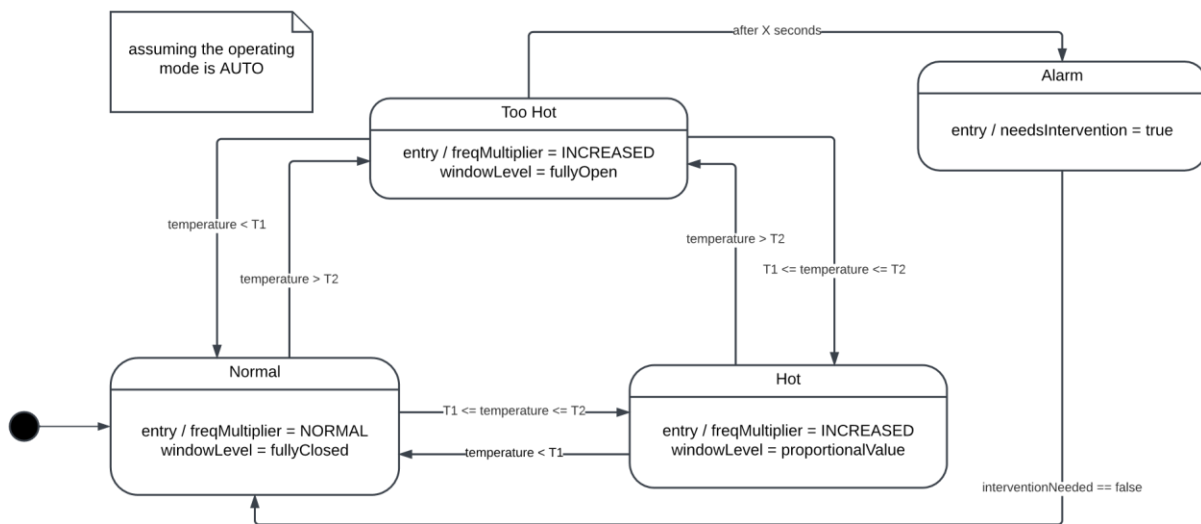 assuming the operating
mode is AUTO
after X seconds
Alarm
entry / needsIntervention = true
Too Hot
entry / freqMultiplier = INCREASED
windowLevel = fullyOpen
temperature < T1
temperature > T2
temperature > T2
T1 <= temperature <= T2
Normal
entry / freqMultiplier = NORMAL
windowLevel = fullyClosed
T1 <= temperature <= T2
temperature < T1
Hot
entry / freqMultiplier = INCREASED
windowLevel = proportionalValue
interventionNeeded == false